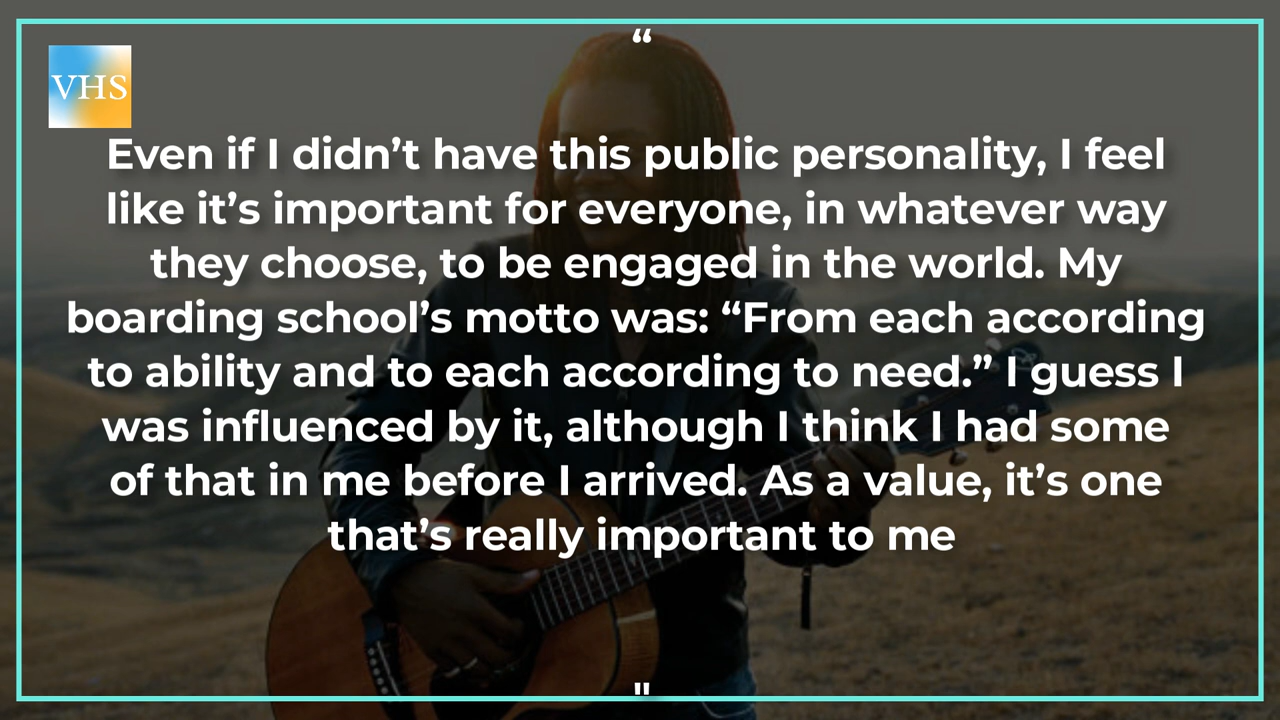 “
VHS
Even if I didn’t have this public personality, I feel
like it’s important for everyone, in whatever way
they choose, to be engaged in the world. My
boarding school’s motto was: “From each according
to ability and to each according to need.” I guess I
was influenced by it, although I think I had some
of that in me before I arrived. As a value, it’s one
that’s really important to me
"